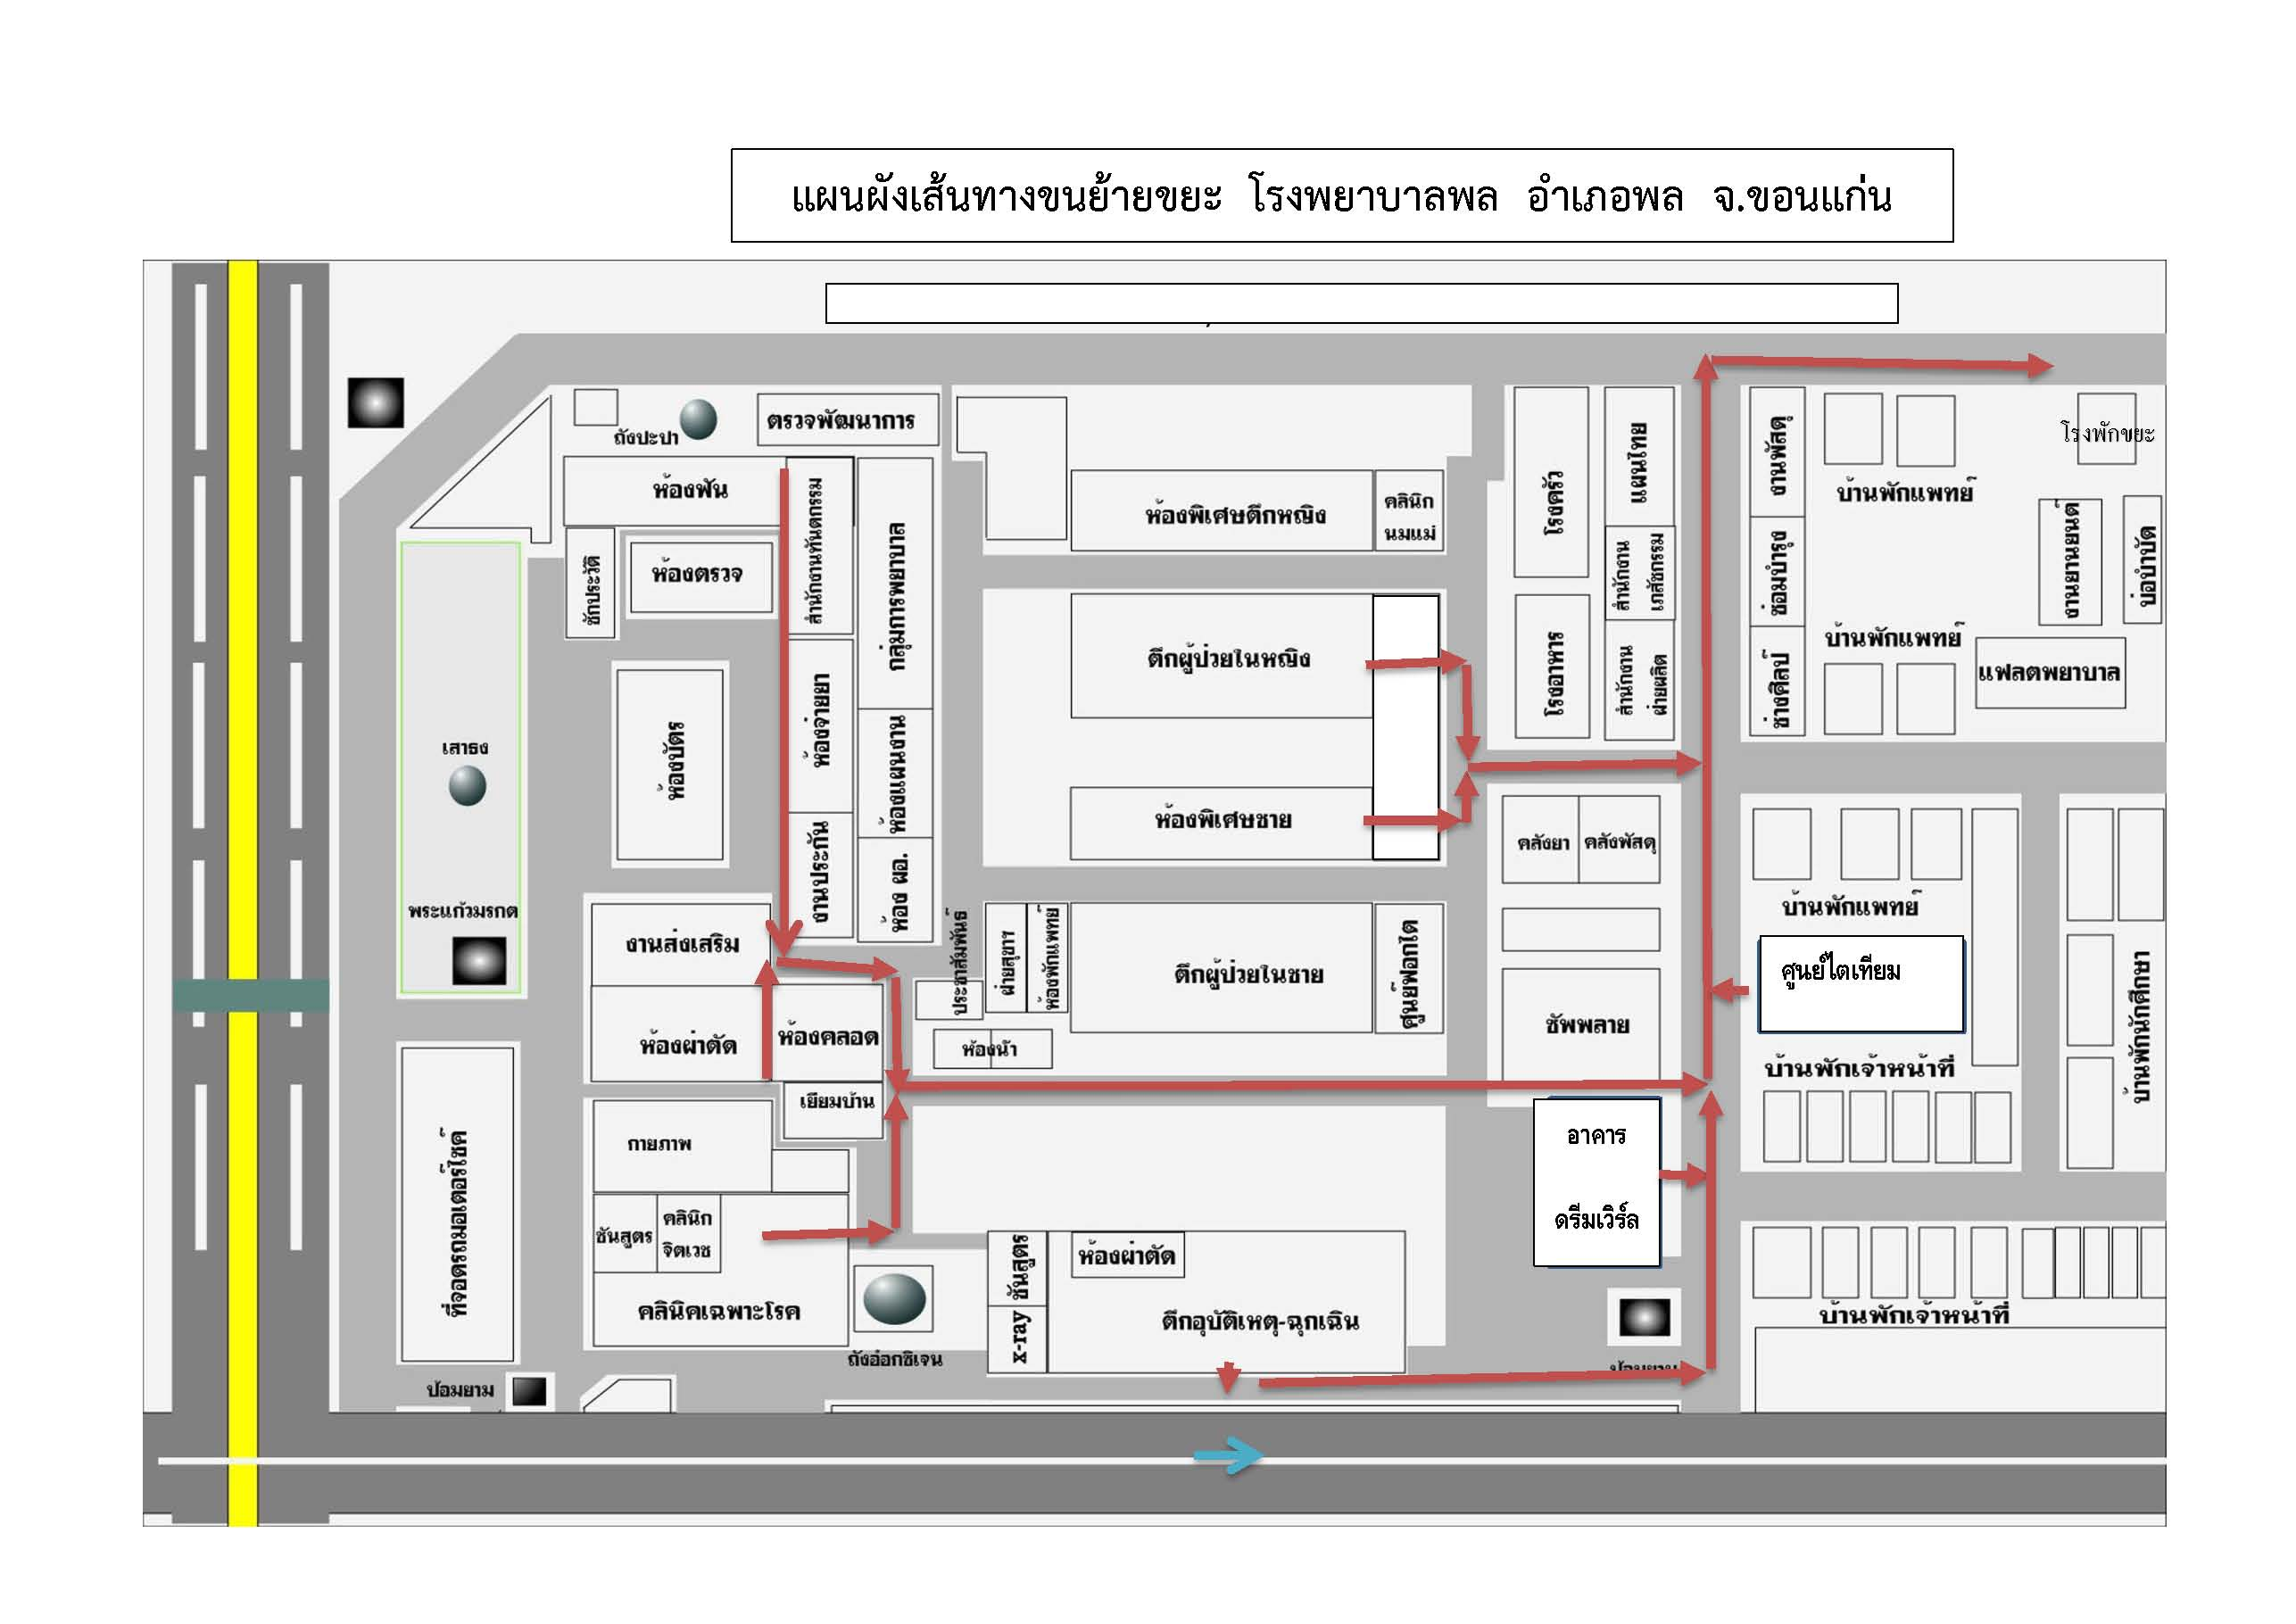 แผนผังเส้นทางขนย้ายขยะ โรงพยาบาลพล อำเภอพล จ.ขอนแก่น
ถังปะปา
ตรวจพัฒนาการ
ห้องฟัน
สำนักงานทันตกรรม
กลุ่มการพยาบาล
ซักประวัติ
ห้องตรวจ
ห้องพิเศษตึกหญิง
คลินิก
นมแม่
โรงครัว
แผนไทย
งานพัสดุ
บ้านพักแพทย์
โรงพักขยะ
สำนักงาน
เภสัชกรรม
ซ่อมบำรุง
งานยานยนต์
บ่อบำบัด
ห้องบัตร
ห้องจ่ายยา
ห้องแผนงาน
ตึกผู้ป่วยในหญิง
โรงอาหาร
สำนักงาน
ฝ่ายผลิต
ช่างศิลป์
บ้านพักแพทย์
แฟลตพยาบาล
เสาธง
งานประกัน
ห้อง ผอ.
ห้องพิเศษชาย
คลังยา
คลังพัสดุ
พระแก้วมรกต
งานส่งเสริม
ประชาสัมพันธ์
ฝ่ายสุขาฯ
ห้องพักแพทย์
ตึกผู้ป่วยในชาย
ศูนย์ฟอกไต
บ้านพักแพทย์
ศูนย์ไตเทียม
ห้องผ่าตัด
ห้องคลอด
ห้องน้ำ
ซัพพลาย
บ้านพักเจ้าหน้าที่
บ้านพักนักศึกษา
เยี่ยมบ้าน
ที่จอดรถมอเตอร์ไซค์
กายภาพ
อาคาร
ดรีมเวิร์ล
ชันสูตร
คลินิก
จิตเวช
คลินิคเฉพาะโรค
ชันสูตร
x-ray
ห้องผ่าตัด
ตึกอุบัติเหตุ-ฉุกเฉิน
บ้านพักเจ้าหน้าที่
ถังอ๋อกซิเจน
ป้อมยาม
ป้อมยาม